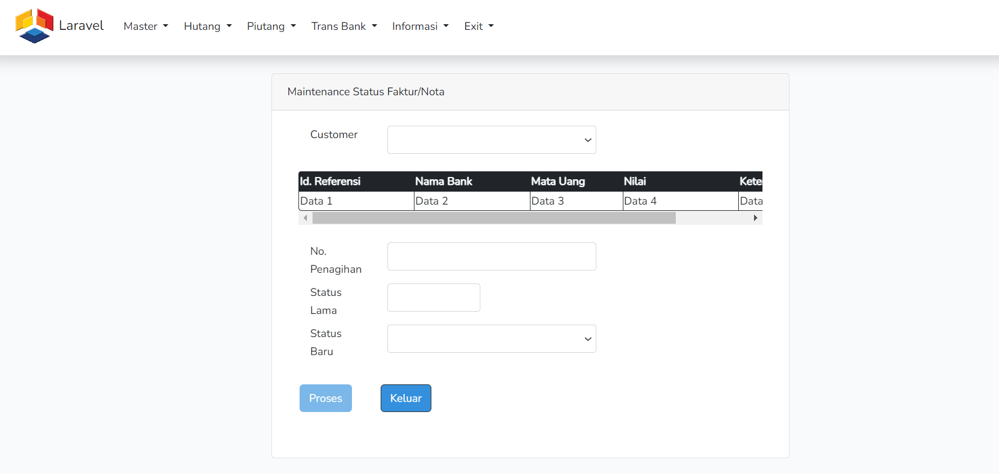 Laravel Master Hutang Piutang Trans Bank Informasi Exit
Maintenance Status Faktur/Nota
Customer
Id. Referensi Nama Bank Mata Uang Nilai Kete
Data 1 Data 2 Data 3 Data 4 Data
No.
Penagihan
Status
Lama
Status
Baru
Proses Keluar